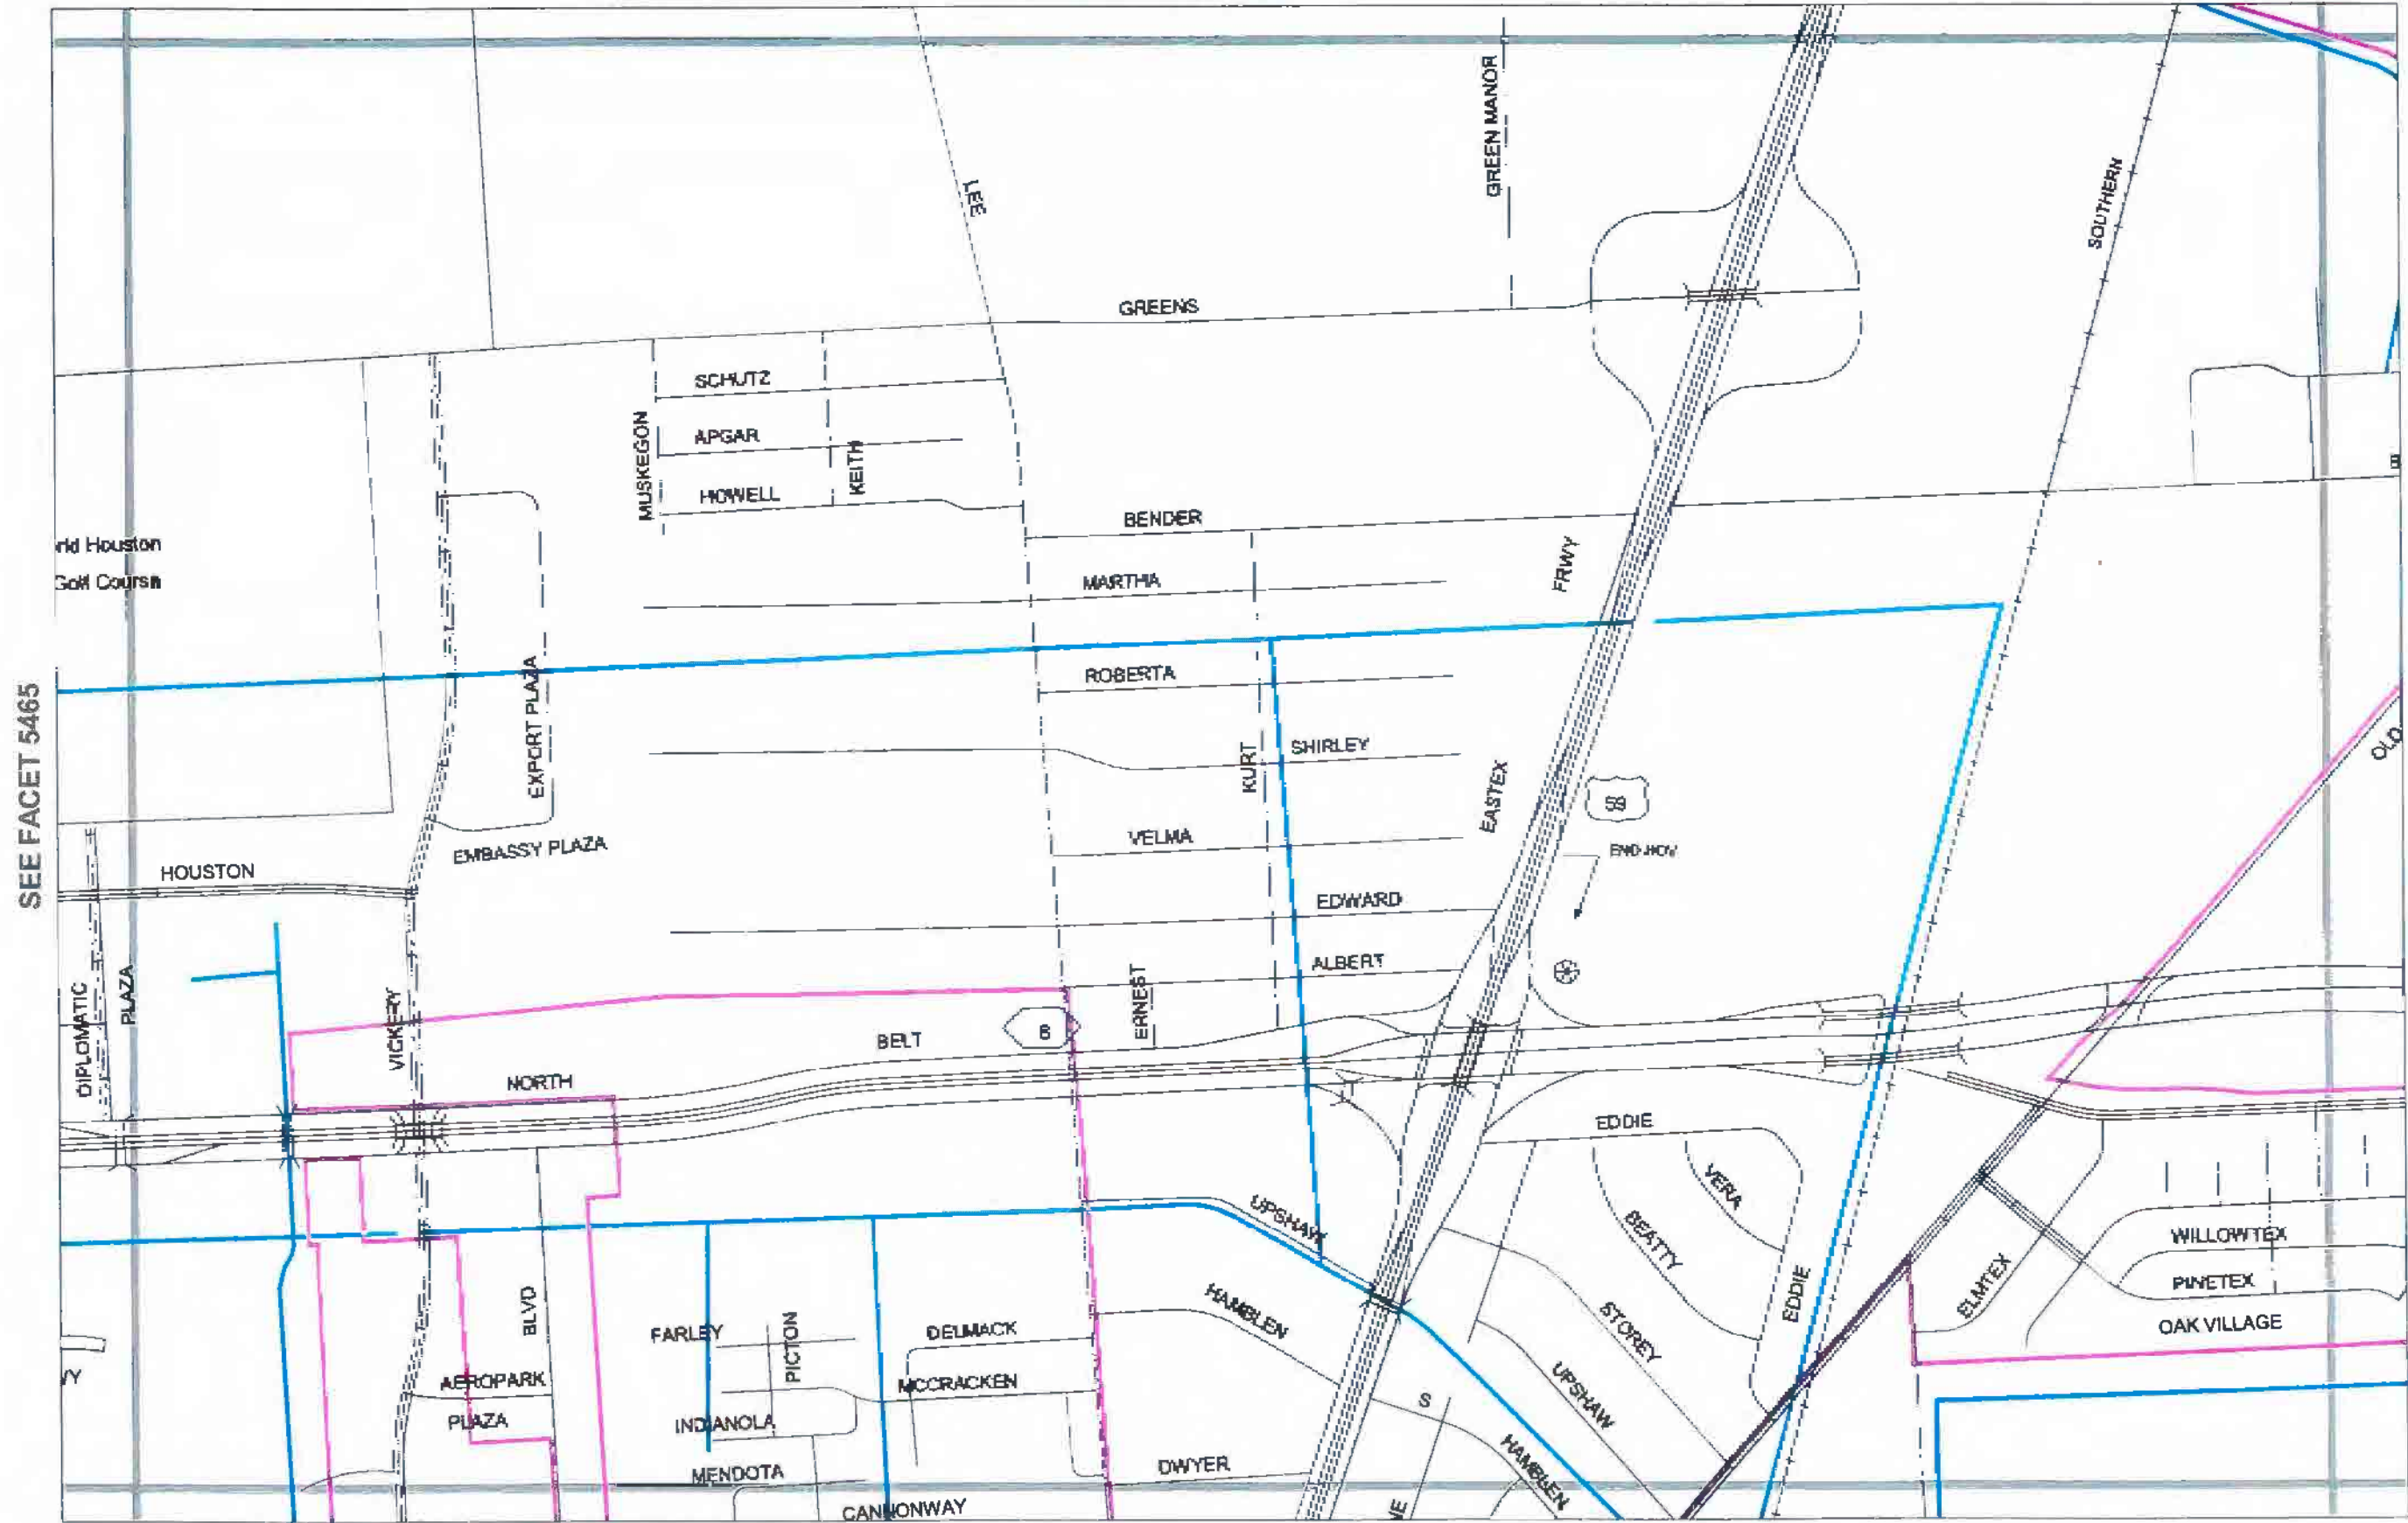 LEE
GREEN MANOR
SOUTHERN
GREENS
SCHUTZ
MUSKEGON
APGAR
KEITH
HOWELL
BENDER
FRWY
MARTHA
SEE FACET 5465
EXPORT PLAZA
ROBERTA
KURT
SHIRLEY
OLD
EASTEX
59
VELMA
END HOV
EMBASSY PLAZA
HOUSTON
EDWARD
ALBERT
DIPLOMATIC
PLAZA
VICKERY
ERNEST
8
BELT
NORTH
EDDIE
VERA
BEATTY
UPSHAW
WILLOWTEX
PINETEX
ELMTEX
OAK VILLAGE
EDDIE
BLVD
FARLEY
PICTON
DELMACK
HAMBLEN
STOREY
AEROPARK
PLAZA
MCCRACKEN
INDIANOLA
S
UPSHAW
HAMBLEN
MENDOTA
DWYER
CANNONWAY
Golf Course
Houston